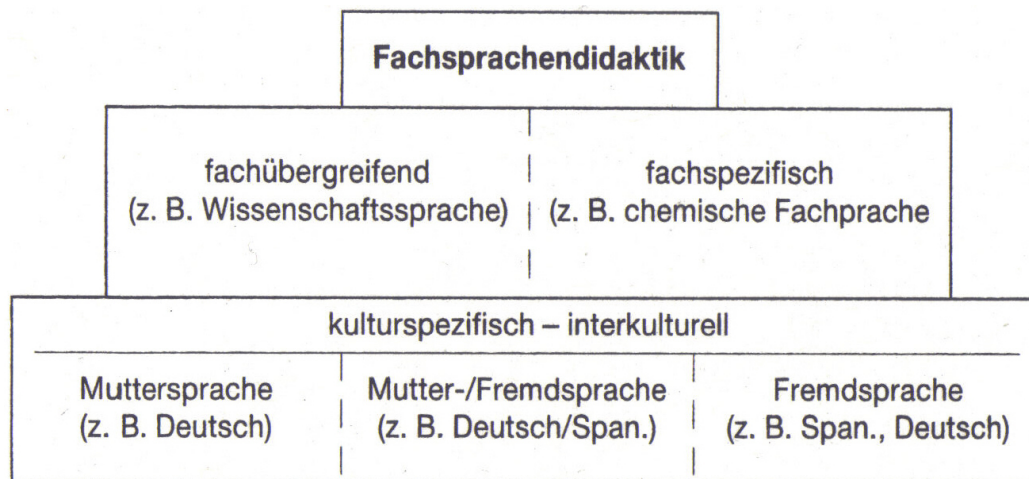 Fachsprachendidaktik
fachübergreifend
(z. B. Wissenschaftssprache)
fachspezifisch
(z. B. chemische Fachprache
kulturspezifisch – interkulturell
Muttersprache
(z. B. Deutsch)
Mutter-/Fremdsprache
(z. B. Deutsch/Span.)
Fremdsprache
(z. B. Span., Deutsch)